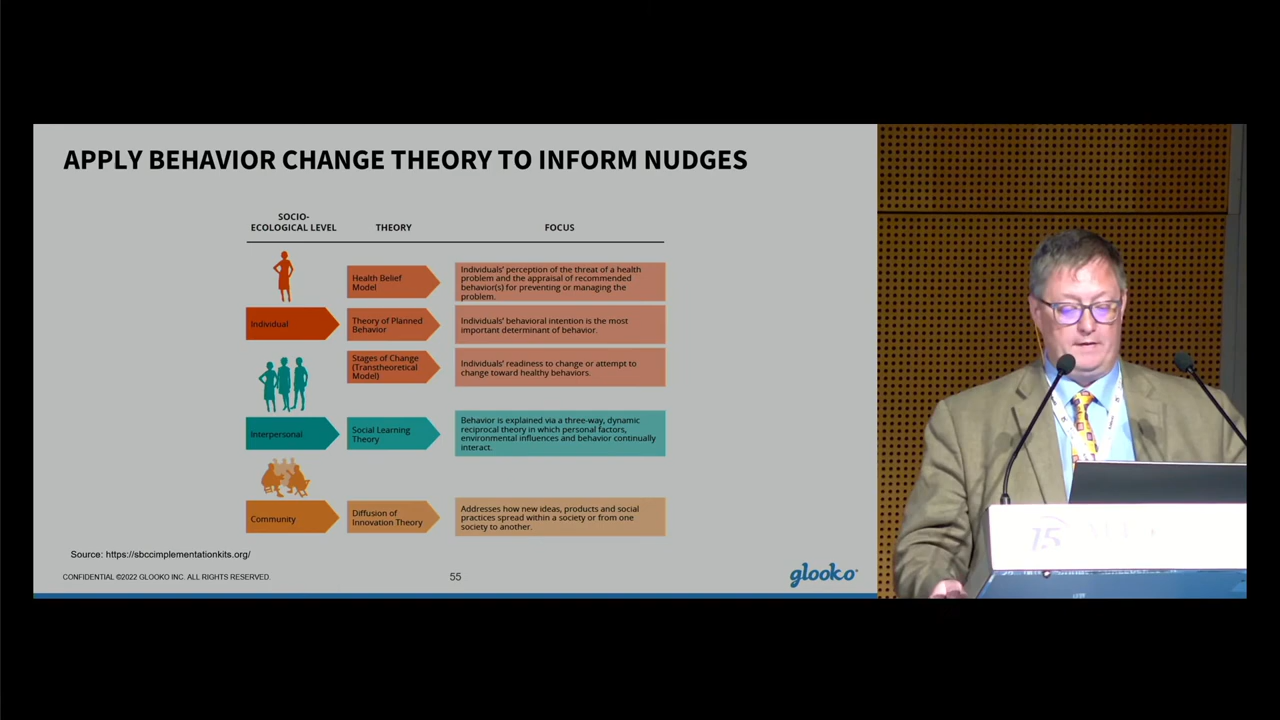 APPLY BEHAVIOR CHANGE THEORY TO INFORM NUDGES
SOCIO-
ECOLOGICAL LEVEL
THEORY
FOCUS
Health Belief
Model
Individuals' perception of the threat of a health
problem and the appraisal of recommended
behavior(s) for preventing or managing the
problem.
Individual
Theory of Planned
Behavior
Individuals' behavioral intention is the most
important determinant of behavior.
Stages of Change
(Transtheoretical
Model)
Individuals' readiness to change or attempt to
change toward healthy behaviors.
Interpersonal
Social Learning
Theory
Behavior is explained via a three-way, dynamic
reciprocal theory in which personal factors,
environmental influences and behavior continually
interact.
Community
Diffusion of
Innovation Theory
Addresses how new ideas, products and social
practices spread within a society or from one
society to another.
Source: https://sbccimplementationkits.org/
CONFIDENTIAL ©2022 GLOOKO INC. ALL RIGHTS RESERVED.
55
glooko
15